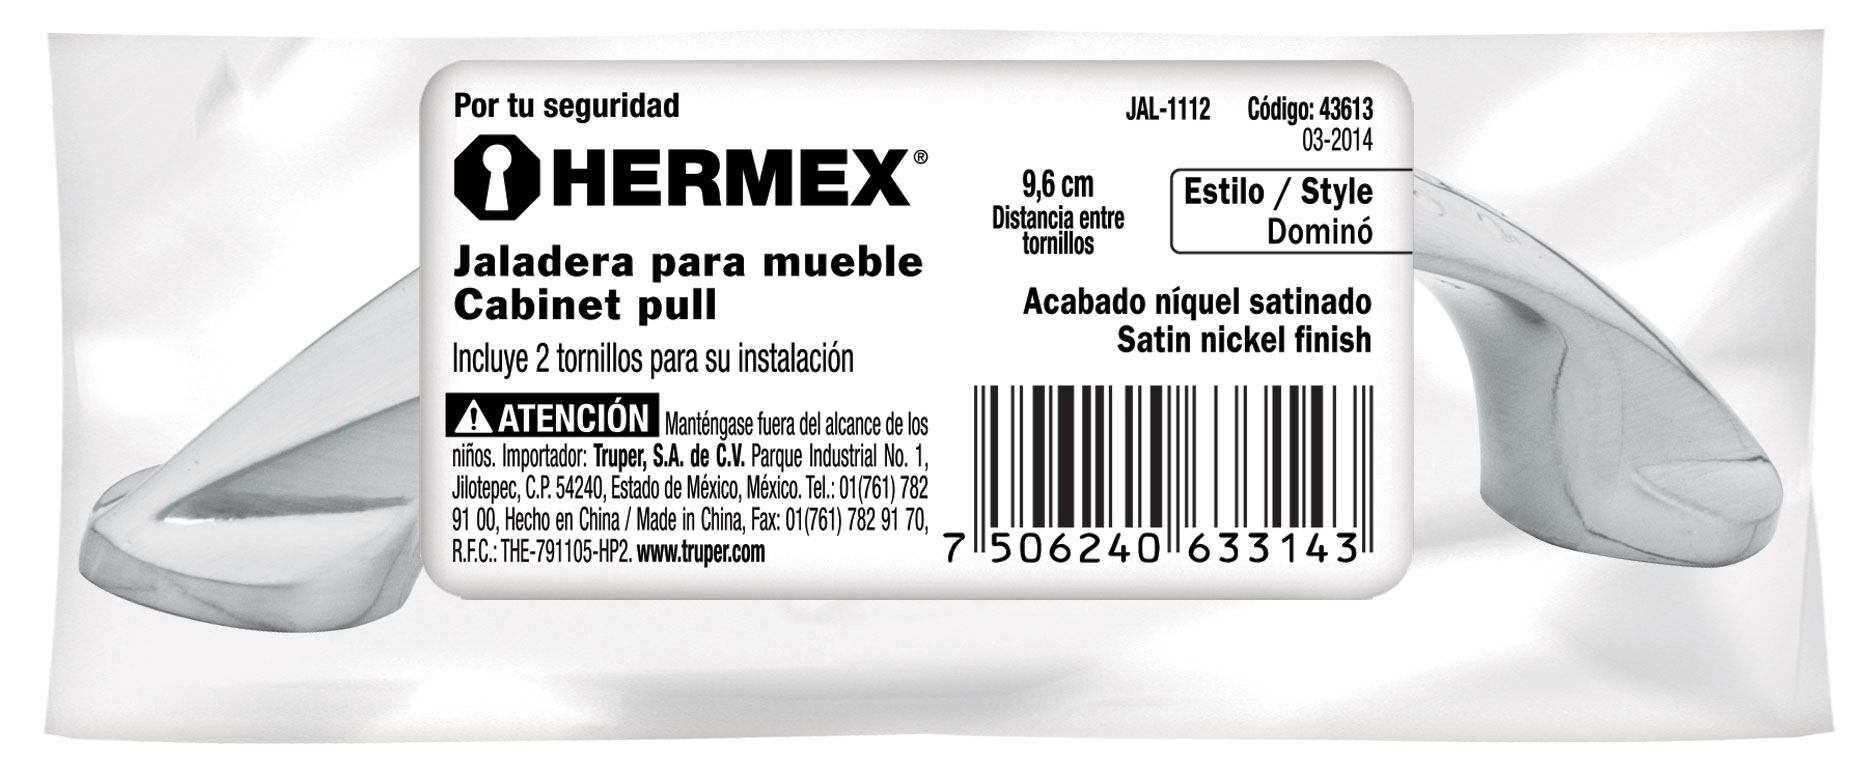 Por tu seguridad
HERMEX®
Jaladera para mueble
Cabinet pull
Incluye 2 tornillos para su instalación
ATENCIÓN Manténgase fuera del alcance de los
niños. Importador: Truper, S.A. de C.V. Parque Industrial No. 1,
Jilotepec, C.P. 54240, Estado de México, México. Tel.: 01(761) 782
91 00, Hecho en China / Made in China, Fax: 01(761) 782 91 70,
R.F.C.: THE-791105-HP2. www.truper.com
JAL-1112 Código: 43613
03-2014
9,6 cm
Distancia entre
tornillos
Estilo / Style
Dominó
Acabado níquel satinado
Satin nickel finish
7 506240 633143